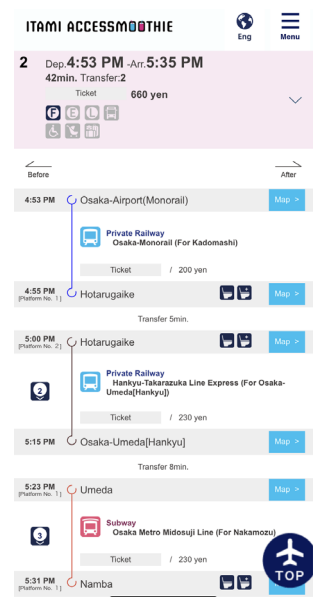 ITAMI ACCESSMOOTHIE
Eng
Menu
2 Dep.4:53 PM -Arr.5:35 PM
42min. Transfer:2
Ticket 660 yen
F E L
Before
After
4:53 PM Osaka-Airport(Monorail) Map >
Private Railway
Osaka-Monorail (For Kadomashi)
Ticket / 200 yen
4:55 PM Hotarugaike Map >
[Platform No. 1]
Transfer 5min.
5:00 PM Hotarugaike Map >
[Platform No. 2]
Private Railway
2 Hankyu-Takarazuka Line Express (For Osaka-
Umeda[Hankyu])
Ticket / 230 yen
5:15 PM Osaka-Umeda[Hankyu] Map >
Transfer 8min.
5:23 PM Umeda Map >
[Platform No. 1]
Subway
3 Osaka Metro Midosuji Line (For Nakamozu)
Ticket / 230 yen
TOP
5:31 PM Namba
[Platform No. 1]